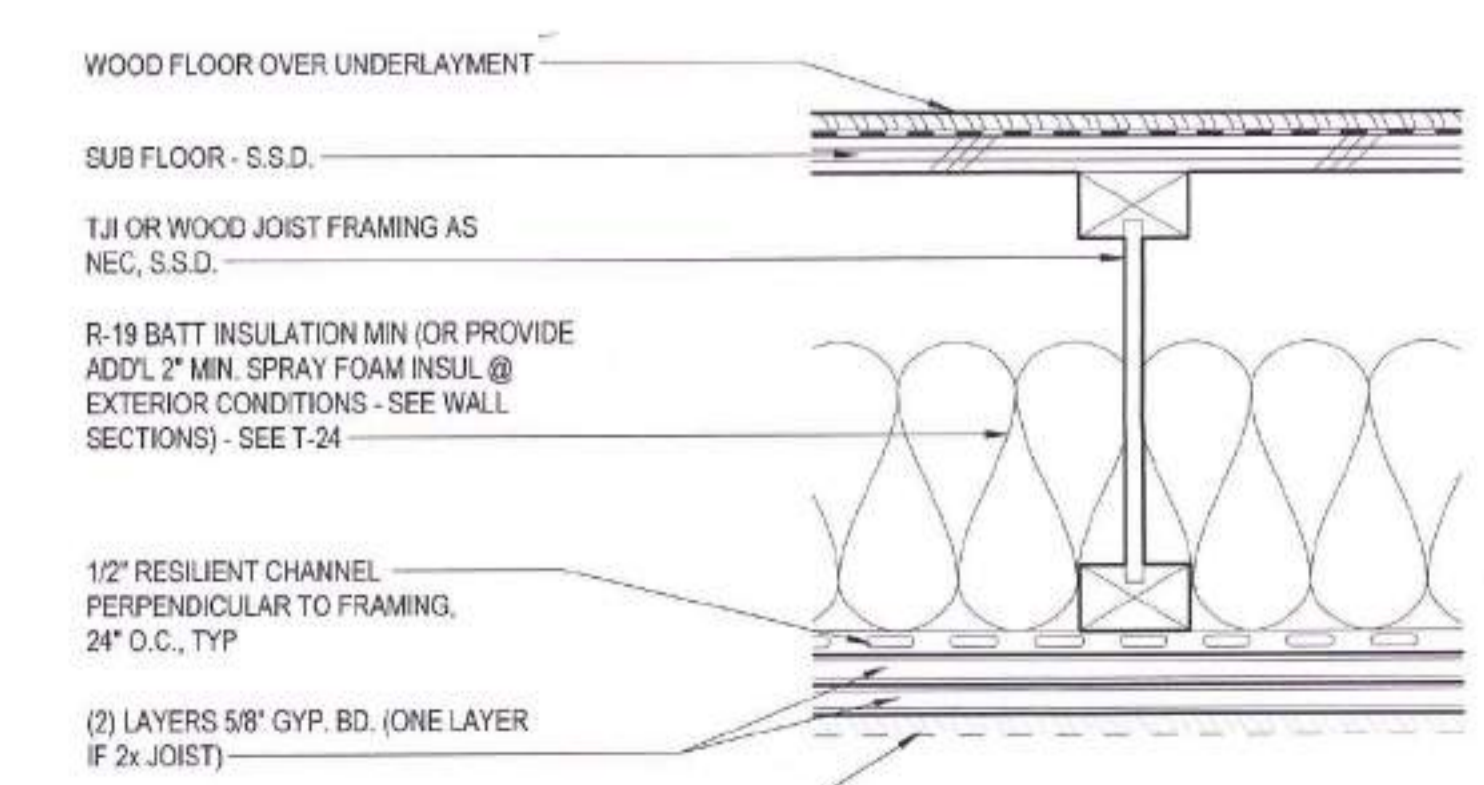 WOOD FLOOR OVER UNDERLAYMENT
SUB FLOOR - S.S.D.
TJI OR WOOD JOIST FRAMING AS
NEC, S.S.D.
R-19 BATT INSULATION MIN (OR PROVIDE
ADD'L 2" MIN. SPRAY FOAM INSUL @
EXTERIOR CONDITIONS - SEE WALL
SECTIONS) - SEE T-24
1/2" RESILIENT CHANNEL
PERPENDICULAR TO FRAMING,
24" O.C., TYP
(2) LAYERS 5/8" GYP. BD. (ONE LAYER
IF 2x JOIST)